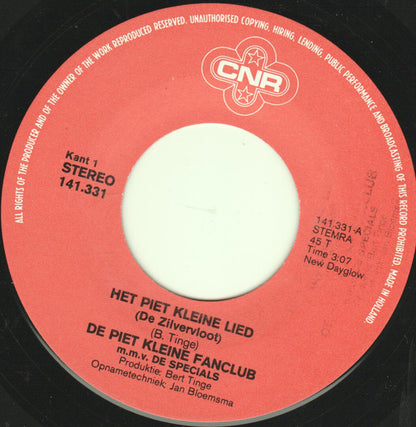 ALL RIGHTS OF THE PRODUCER AND OF THE OWNER OF THE WORK REPRODUCED RESERVED. UNAUTHORISED COPYING, HIRING, LENDING, PUBLIC PERFORMANCE AND BROADCASTING OF THIS RECORD PROHIBITED. MADE IN HOLLAND.
CNR
Kant 1
STEREO
141.331
141.331-A
STEMRA
45 T
Time 3:07
New Dayglow
HET PIET KLEINE LIED
(De Zilvervloot)
(B. Tinge)
DE PIET KLEINE FANCLUB
m.m.v. DE SPECIALS
Produktie: Bert Tinge
Opnametechniek: Jan Bloemsma